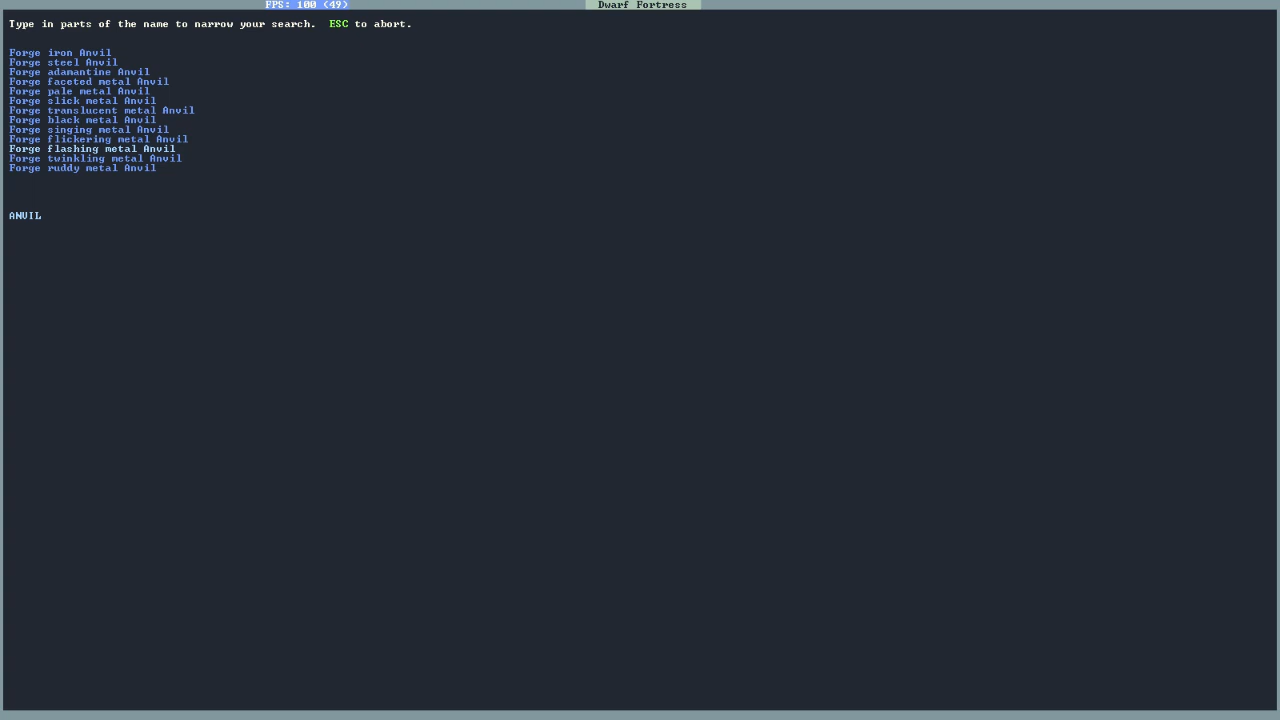 FPS: 100 (49) Dwarf Fortress
Type in parts of the name to narrow your search. ESC to abort.
Forge iron Anvil
Forge steel Anvil
Forge adamantine Anvil
Forge faceted metal Anvil
Forge pale metal Anvil
Forge slick metal Anvil
Forge translucent metal Anvil
Forge black metal Anvil
Forge singing metal Anvil
Forge flickering metal Anvil
Forge flashing metal Anvil
Forge twinkling metal Anvil
Forge ruddy metal Anvil
ANVIL